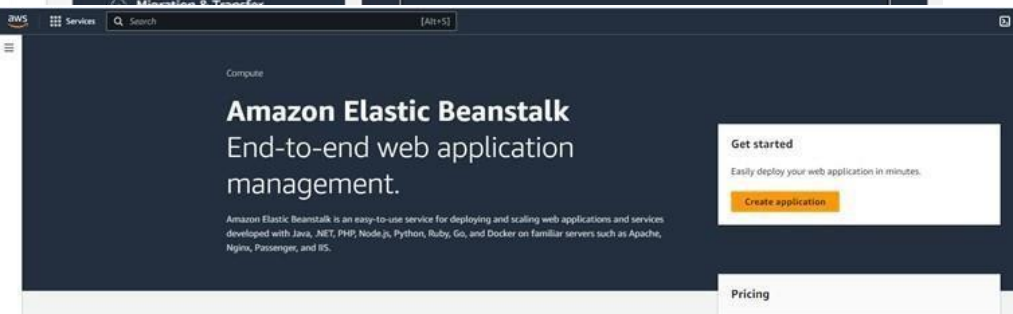 Migration & Transfer
aws
Services
Search
[Alt+S]
Compute
Amazon Elastic Beanstalk
End-to-end web application
management.
Amazon Elastic Beanstalk is an easy-to-use service for deploying and scaling web applications and services
developed with Java, .NET, PHP, Node.js, Python, Ruby, Go, and Docker on familiar servers such as Apache,
Nginx, Passenger, and IIS.
Get started
Easily deploy your web application in minutes.
Create application
Pricing